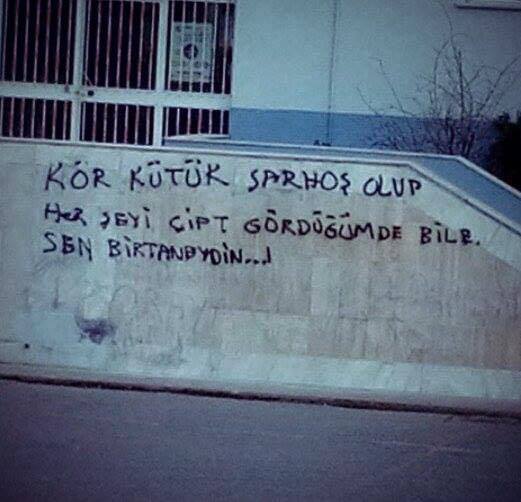 KÖR KÜTÜK SARHOŞ OLUP
HER ŞEYİ ÇİFT GÖRDÜĞÜMDE BİLE.
SEN BİRTANEYDİN...!